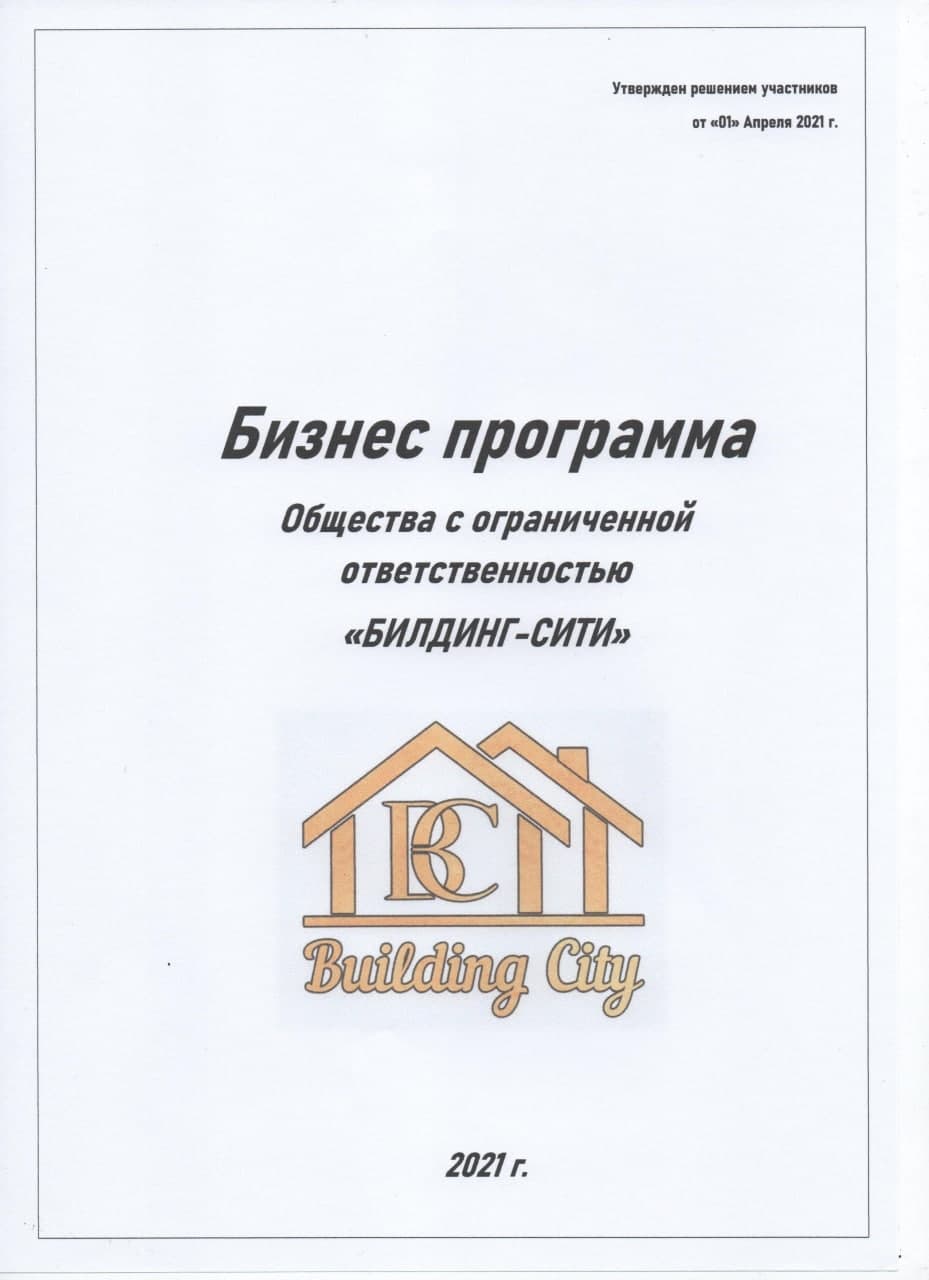 Утвержден решением участников
от «01» Апреля 2021 г.
Бизнес программа
Общества с ограниченной
ответственностью
«БИЛДИНГ-СИТИ»
BC
Building City
2021 г.